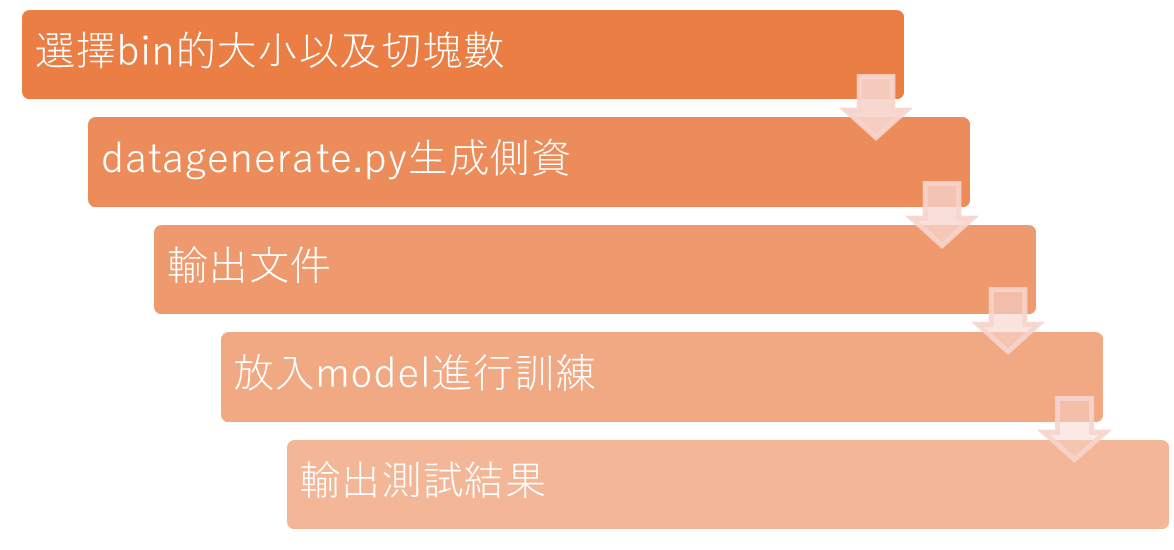 選擇bin的大小以及切塊數
datagenerate.py生成側資
輸出文件
放入model進行訓練
輸出測試結果